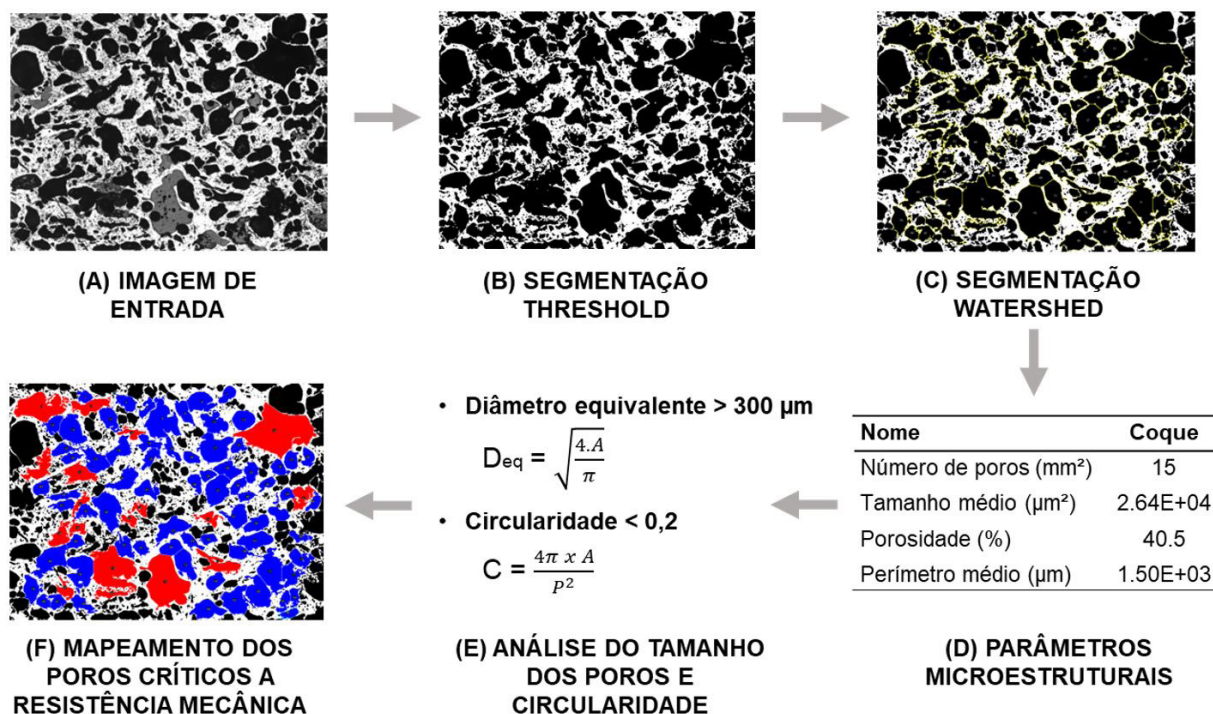 (A) IMAGEM DE
ENTRADA
(B) SEGMENTAÇÃO
THRESHOLD
(C) SEGMENTAÇÃO
WATERSHED
Nome Coque
Número de poros (mm²) 15
Tamanho médio (µm²) 2.64E+04
Porosidade (%) 40.5
Perímetro médio (µm) 1.50E+03
(D) PARÂMETROS
MICROESTRUTURAIS
• Diâmetro equivalente > 300 µm
Deq = √(4.A/π)
• Circularidade < 0,2
C = 4π x A / P²
(E) ANÁLISE DO TAMANHO
DOS POROS E
CIRCULARIDADE
(F) MAPEAMENTO DOS
POROS CRÍTICOS A
RESISTÊNCIA MECÂNICA